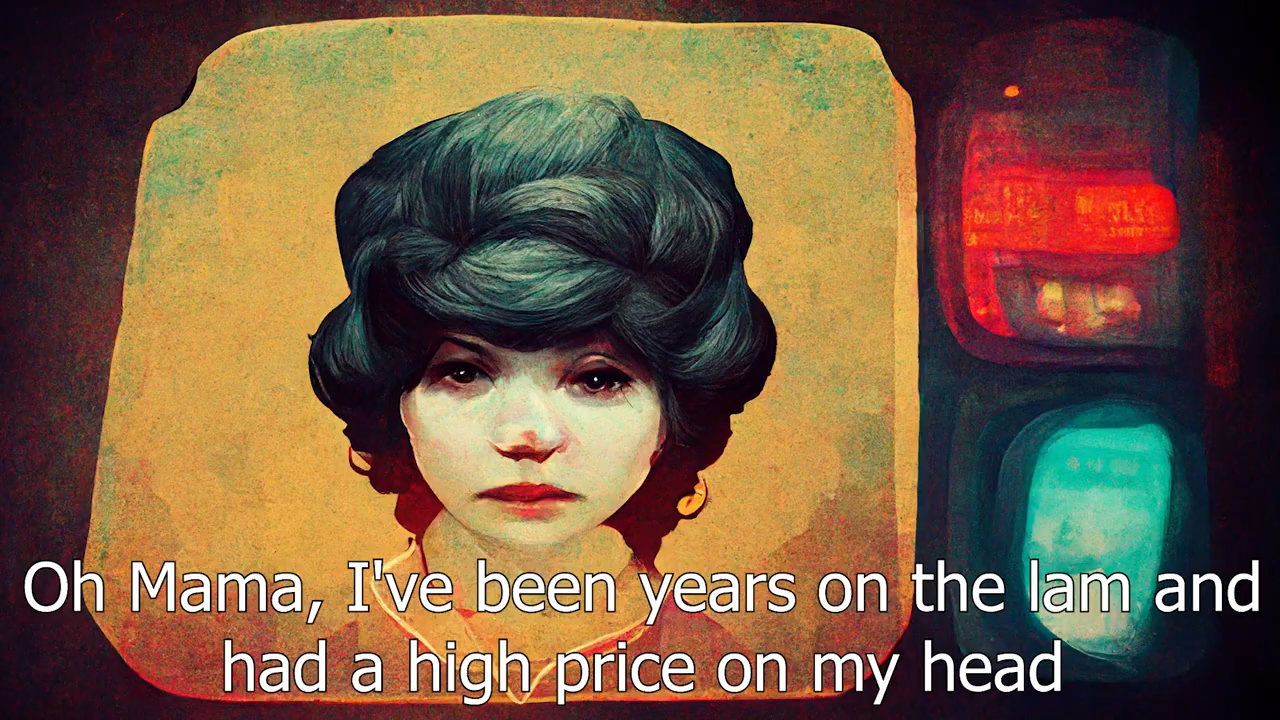 Oh Mama, I've been years on the lam and
had a high price on my head